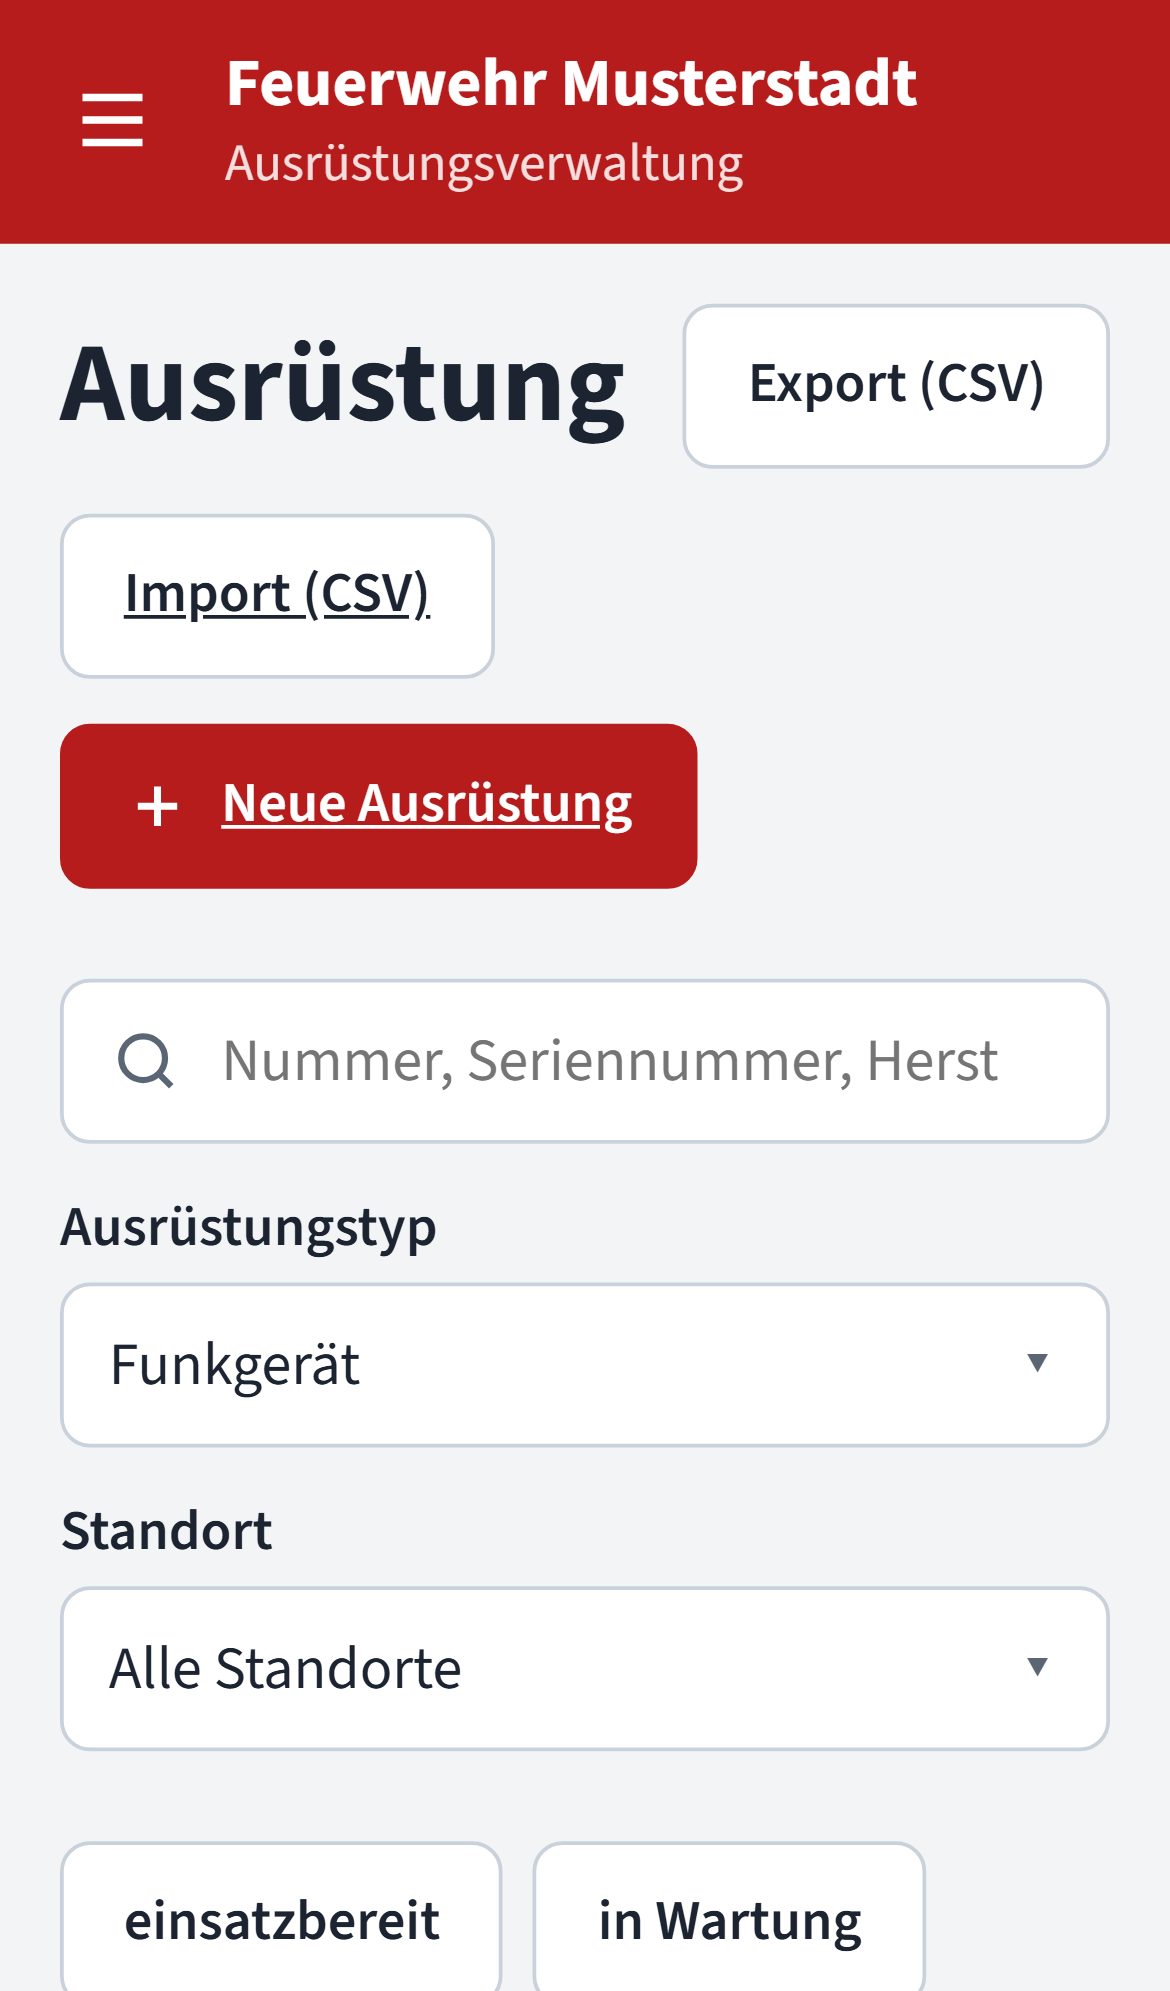 Feuerwehr Musterstadt
Ausrüstungsverwaltung
Ausrüstung
Export (CSV)
Import (CSV)
+ Neue Ausrüstung
Nummer, Seriennummer, Herst
Ausrüstungstyp
Funkgerät
Standort
Alle Standorte
einsatzbereit
in Wartung